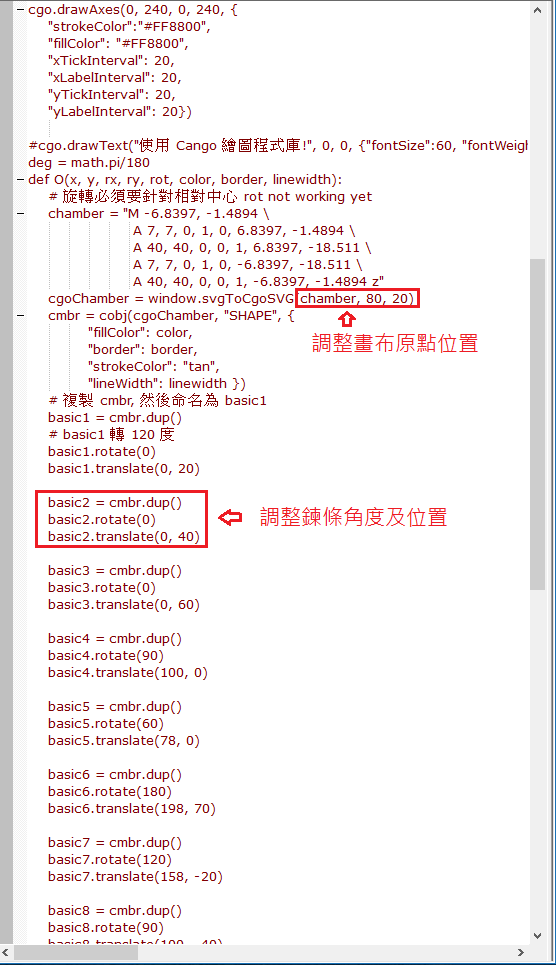 cgo.drawAxes(0, 240, 0, 240, {
"strokeColor":"#FF8800",
"fillColor": "#FF8800",
"xTickInterval": 20,
"xLabelInterval": 20,
"yTickInterval": 20,
"yLabelInterval": 20})
#cgo.drawText("使用 Cango 繪圖程式庫!", 0, 0, {"fontSize":60, "fontWeigh
deg = math.pi/180
def O(x, y, rx, ry, rot, color, border, linewidth):
# 旋轉必須要針對相對中心 rot not working yet
chamber = "M -6.8397, -1.4894 \
A 7, 7, 0, 1, 0, 6.8397, -1.4894 \
A 40, 40, 0, 0, 1, 6.8397, -18.511 \
A 7, 7, 0, 1, 0, -6.8397, -18.511 \
A 40, 40, 0, 0, 1, -6.8397, -1.4894 z"
cgoChamber = window.svgToCgoSVG(chamber, 80, 20)
cmbr = cobj(cgoChamber, "SHAPE", {
"fillColor": color,
調整畫布原點位置
"border": border,
"strokeColor": "tan",
"lineWidth": linewidth })
# 複製 cmbr, 然後命名為 basic1
basic1 = cmbr.dup()
# basic1 轉 120 度
basic1.rotate(0)
basic1.translate(0, 20)
basic2 = cmbr.dup()
basic2.rotate(0)
調整鍊條角度及位置
basic2.translate(0, 40)
basic3 = cmbr.dup()
basic3.rotate(0)
basic3.translate(0, 60)
basic4 = cmbr.dup()
basic4.rotate(90)
basic4.translate(100, 0)
basic5 = cmbr.dup()
basic5.rotate(60)
basic5.translate(78, 0)
basic6 = cmbr.dup()
basic6.rotate(180)
basic6.translate(198, 70)
basic7 = cmbr.dup()
basic7.rotate(120)
basic7.translate(158, -20)
basic8 = cmbr.dup()
basic8.rotate(90)